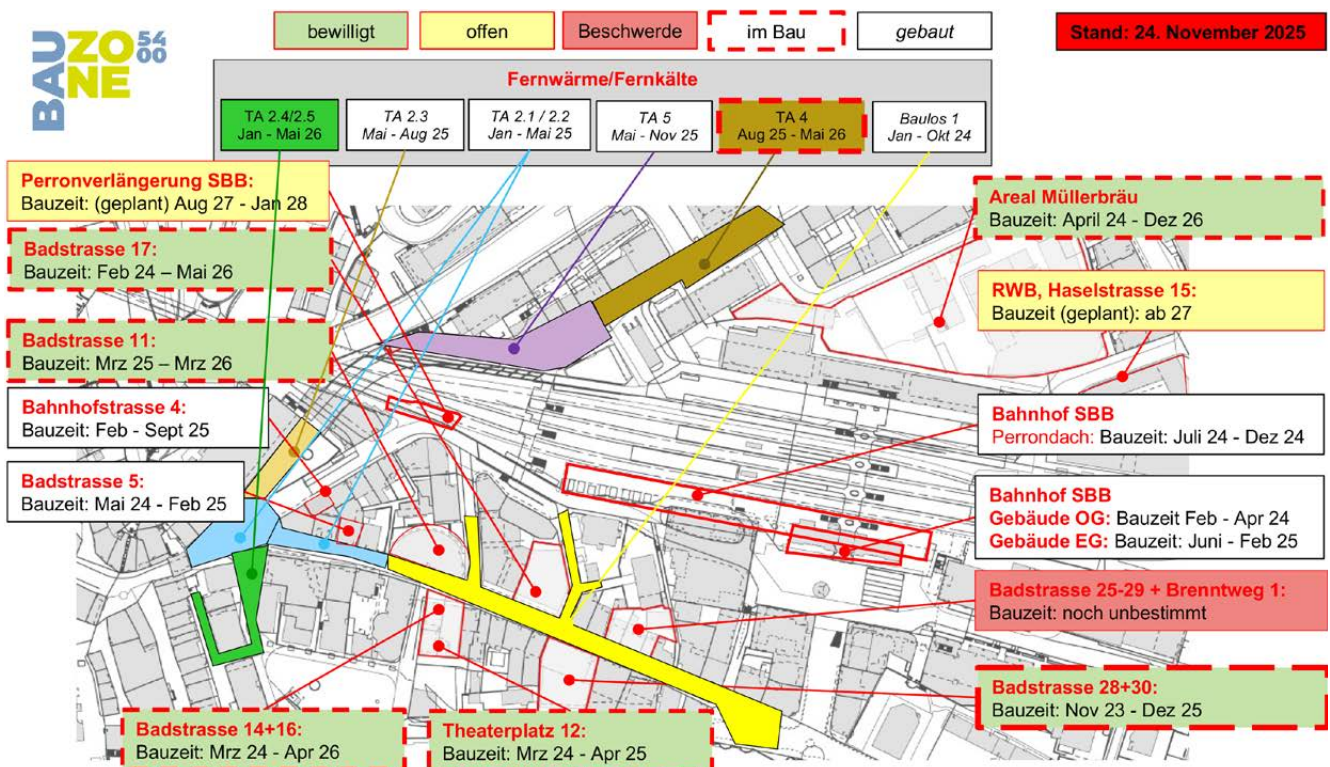 BAU
ZO
NE
54
00
bewilligt
offen
Beschwerde
im Bau
gebaut
Stand: 24. November 2025
Fernwärme/Fernkälte
TA 2.4/2.5
Jan - Mai 26
TA 2.3
Mai - Aug 25
TA 2.1 / 2.2
Jan - Mai 25
TA 5
Mai - Nov 25
TA 4
Aug 25 - Mai 26
Baulos 1
Jan - Okt 24
Perronverlängerung SBB:
Bauzeit: (geplant) Aug 27 - Jan 28
Badstrasse 17:
Bauzeit: Feb 24 – Mai 26
Badstrasse 11:
Bauzeit: Mrz 25 – Mrz 26
Bahnhofstrasse 4:
Bauzeit: Feb - Sept 25
Badstrasse 5:
Bauzeit: Mai 24 - Feb 25
Areal Müllerbräu
Bauzeit: April 24 - Dez 26
RWB, Haselstrasse 15:
Bauzeit (geplant): ab 27
Bahnhof SBB
Perrondach: Bauzeit: Juli 24 - Dez 24
Bahnhof SBB
Gebäude OG: Bauzeit Feb - Apr 24
Gebäude EG: Bauzeit: Juni - Feb 25
Badstrasse 25-29 + Brenntweg 1:
Bauzeit: noch unbestimmt
Badstrasse 28+30:
Bauzeit: Nov 23 - Dez 25
Badstrasse 14+16:
Bauzeit: Mrz 24 - Apr 26
Theaterplatz 12:
Bauzeit: Mrz 24 - Apr 25